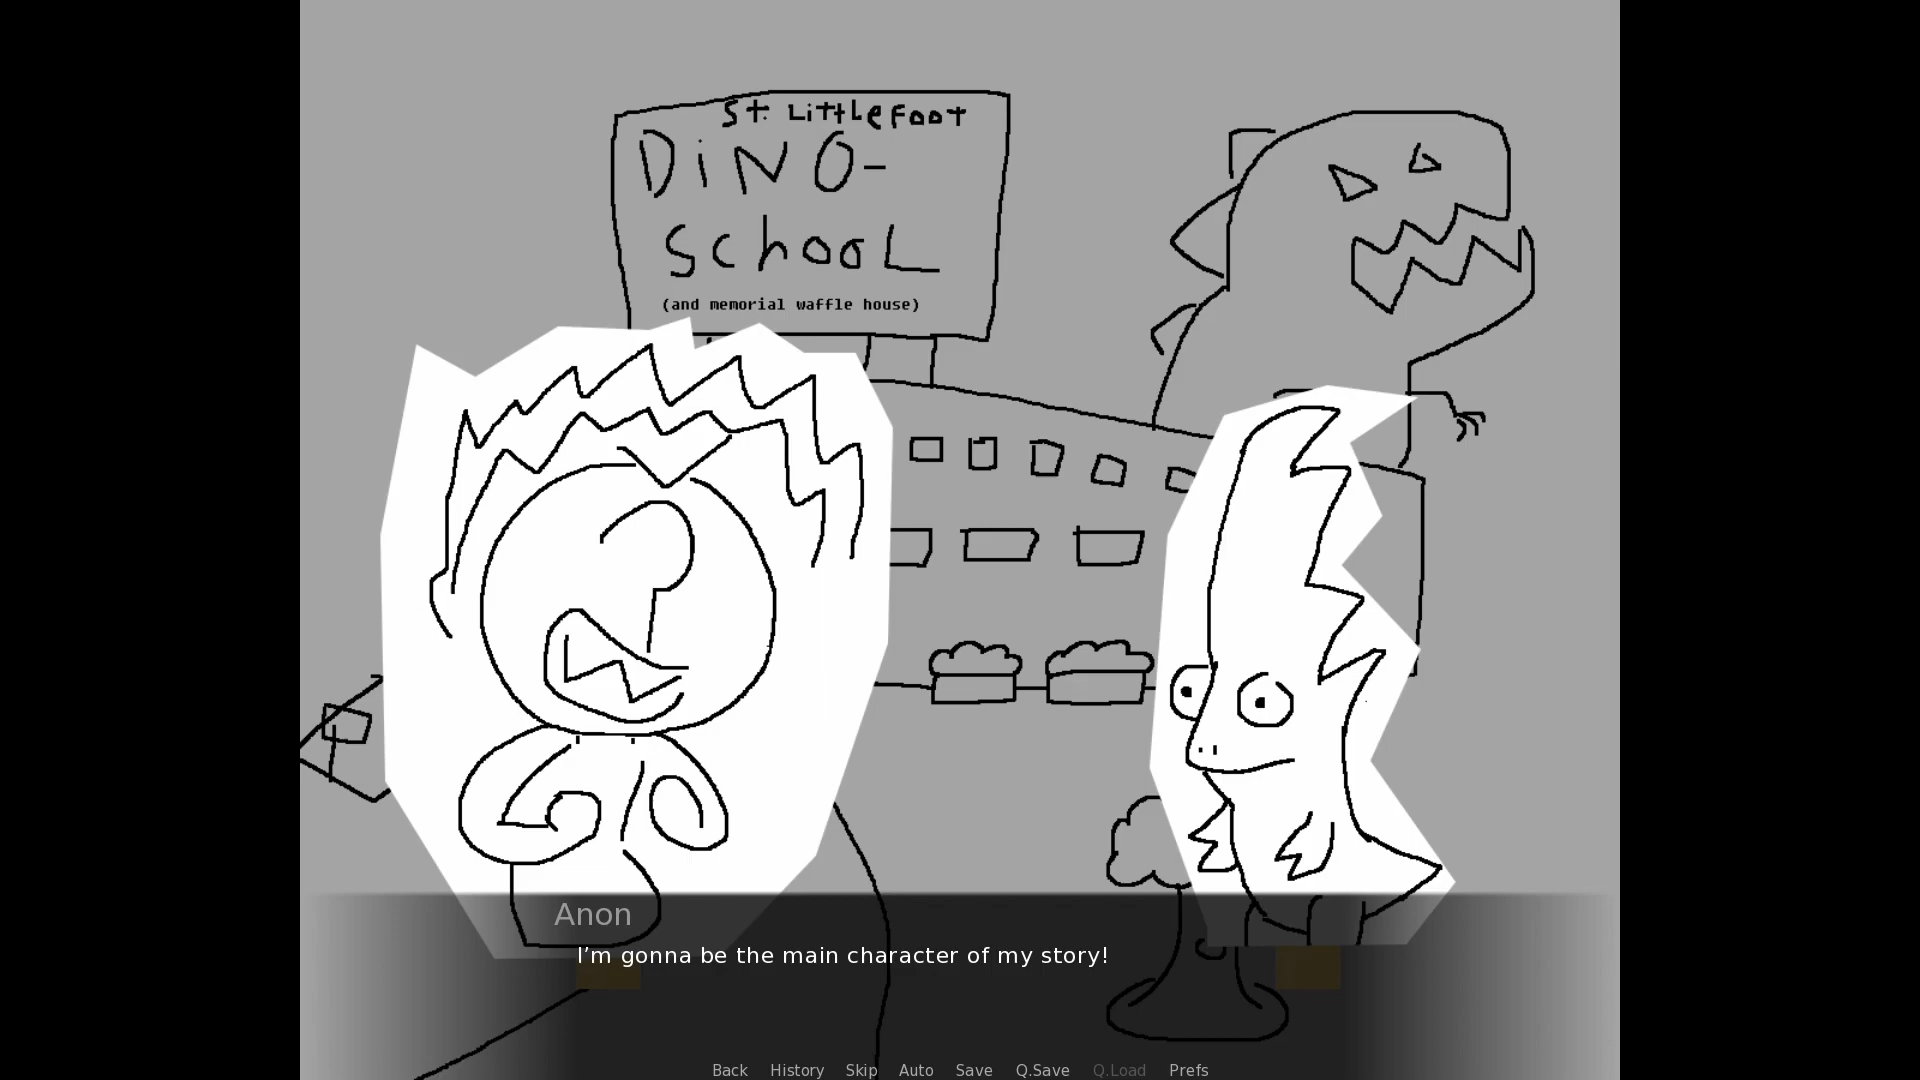 St. LittleFoot
DiNO-
SchooL
(and memorial waffle house)
Anon
I’m gonna be the main character of my story!
Back History Skip Auto Save Q.Save Q.Load Prefs